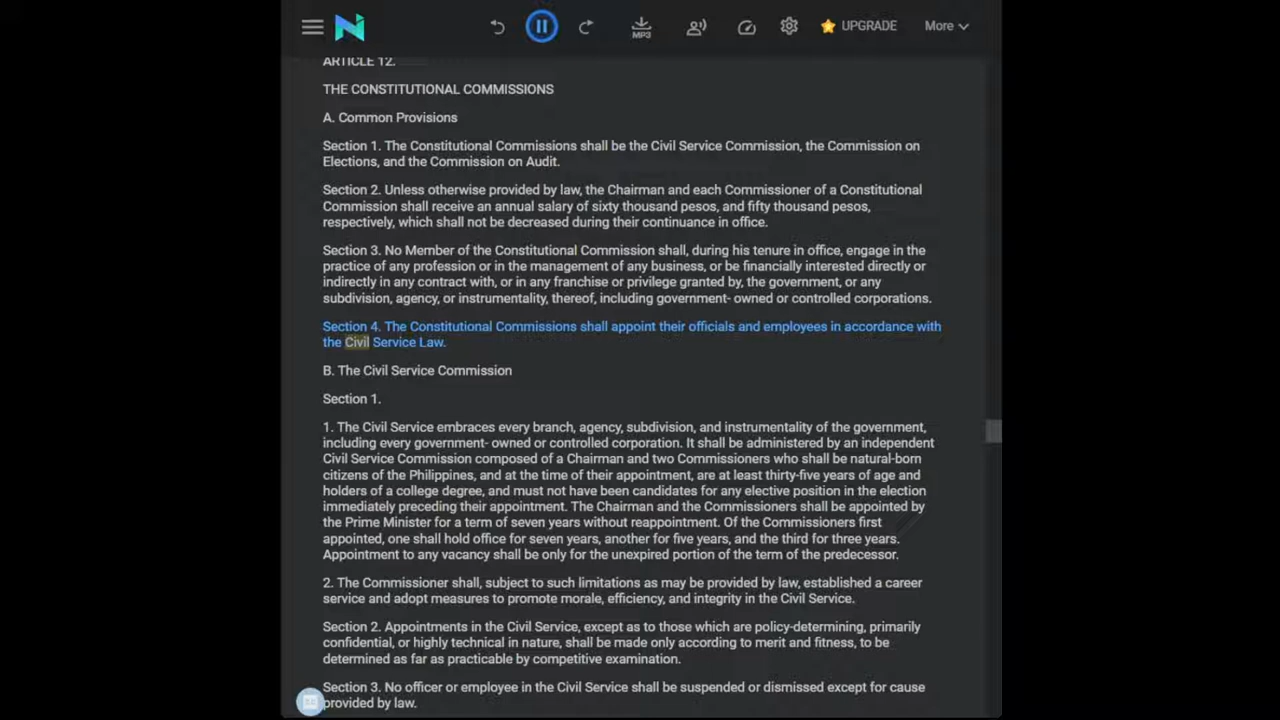 MP3
UPGRADE
More
ARTICLE 12.
THE CONSTITUTIONAL COMMISSIONS
A. Common Provisions
Section 1. The Constitutional Commissions shall be the Civil Service Commission, the Commission on
Elections, and the Commission on Audit.
Section 2. Unless otherwise provided by law, the Chairman and each Commissioner of a Constitutional
Commission shall receive an annual salary of sixty thousand pesos, and fifty thousand pesos,
respectively, which shall not be decreased during their continuance in office.
Section 3. No Member of the Constitutional Commission shall, during his tenure in office, engage in the
practice of any profession or in the management of any business, or be financially interested directly or
indirectly in any contract with, or in any franchise or privilege granted by, the government, or any
subdivision, agency, or instrumentality, thereof, including government- owned or controlled corporations.
Section 4. The Constitutional Commissions shall appoint their officials and employees in accordance with
the Civil Service Law.
B. The Civil Service Commission
Section 1.
1. The Civil Service embraces every branch, agency, subdivision, and instrumentality of the government,
including every government- owned or controlled corporation. It shall be administered by an independent
Civil Service Commission composed of a Chairman and two Commissioners who shall be natural-born
citizens of the Philippines, and at the time of their appointment, are at least thirty-five years of age and
holders of a college degree, and must not have been candidates for any elective position in the election
immediately preceding their appointment. The Chairman and the Commissioners shall be appointed by
the Prime Minister for a term of seven years without reappointment. Of the Commissioners first
appointed, one shall hold office for seven years, another for five years, and the third for three years.
Appointment to any vacancy shall be only for the unexpired portion of the term of the predecessor.
2. The Commissioner shall, subject to such limitations as may be provided by law, established a career
service and adopt measures to promote morale, efficiency, and integrity in the Civil Service.
Section 2. Appointments in the Civil Service, except as to those which are policy-determining, primarily
confidential, or highly technical in nature, shall be made only according to merit and fitness, to be
determined as far as practicable by competitive examination.
Section 3. No officer or employee in the Civil Service shall be suspended or dismissed except for cause
provided by law.